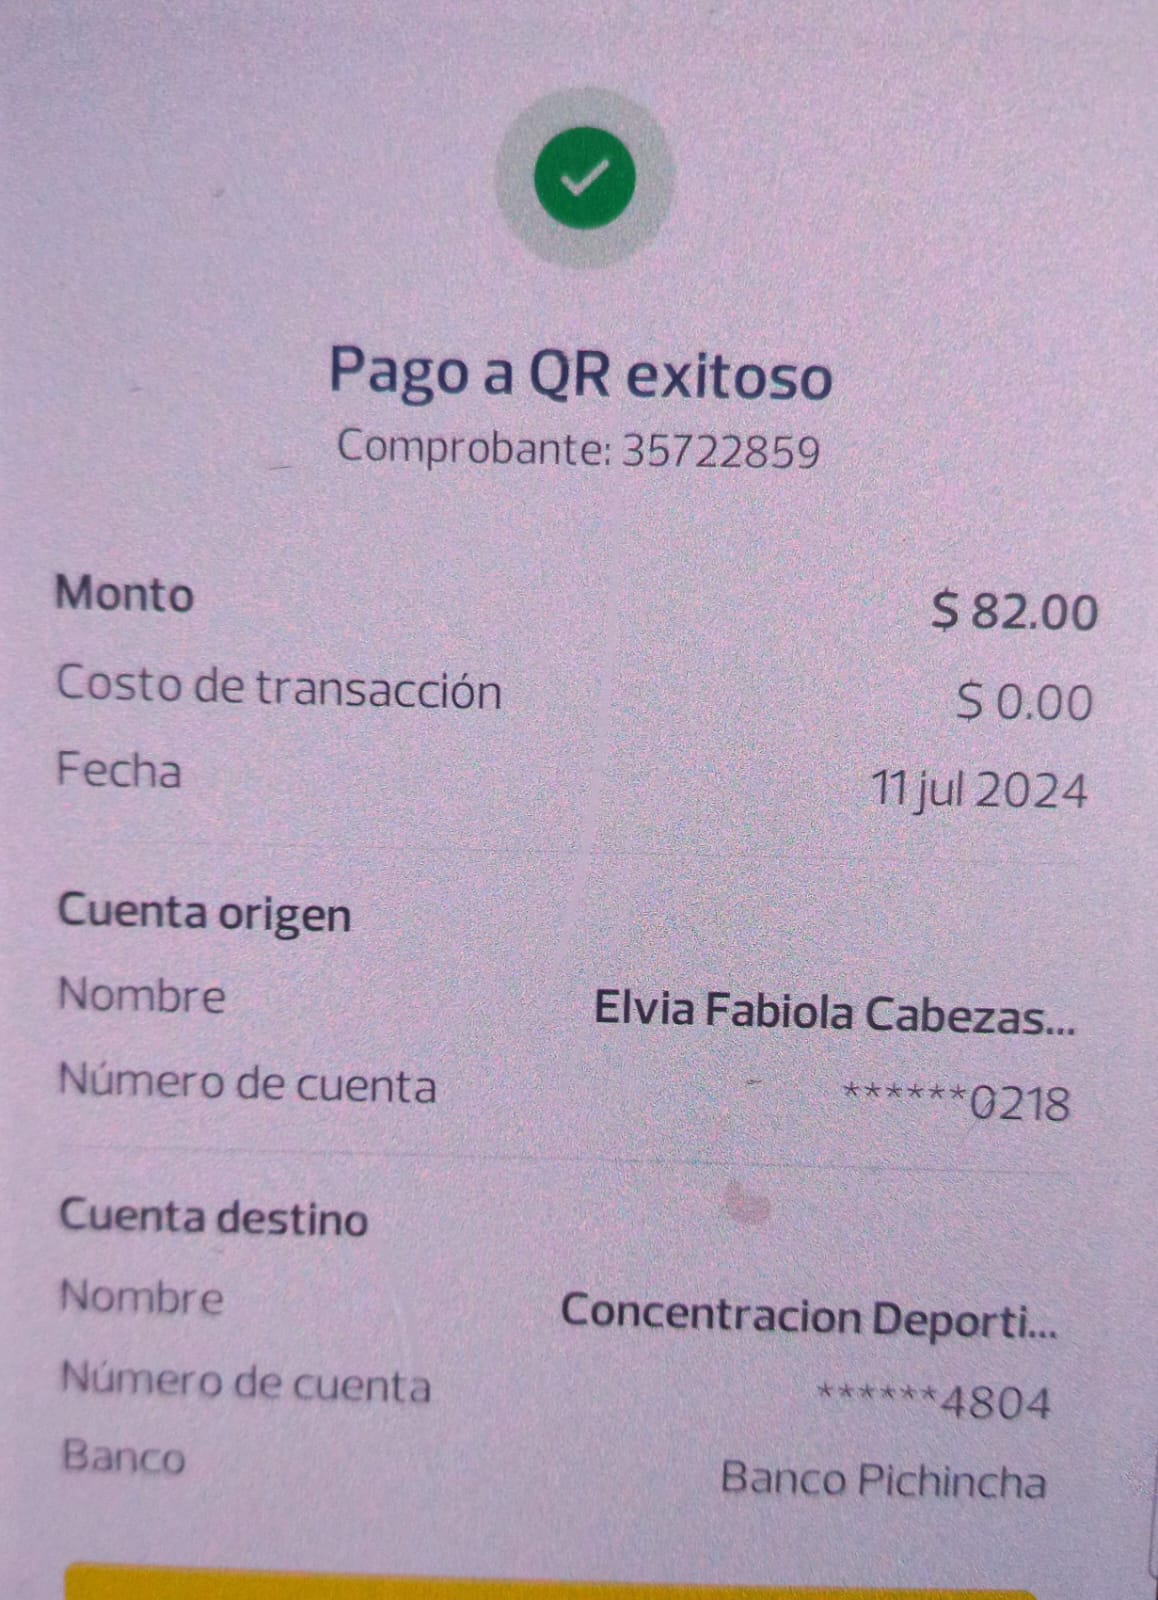 Pago a QR exitoso
Comprobante: 35722859
Monto $ 82.00
Costo de transacción $ 0.00
Fecha 11 jul 2024
Cuenta origen
Nombre Elvia Fabiola Cabezas...
Número de cuenta ******0218
Cuenta destino
Nombre Concentracion Deporti...
Número de cuenta ******4804
Banco Banco Pichincha